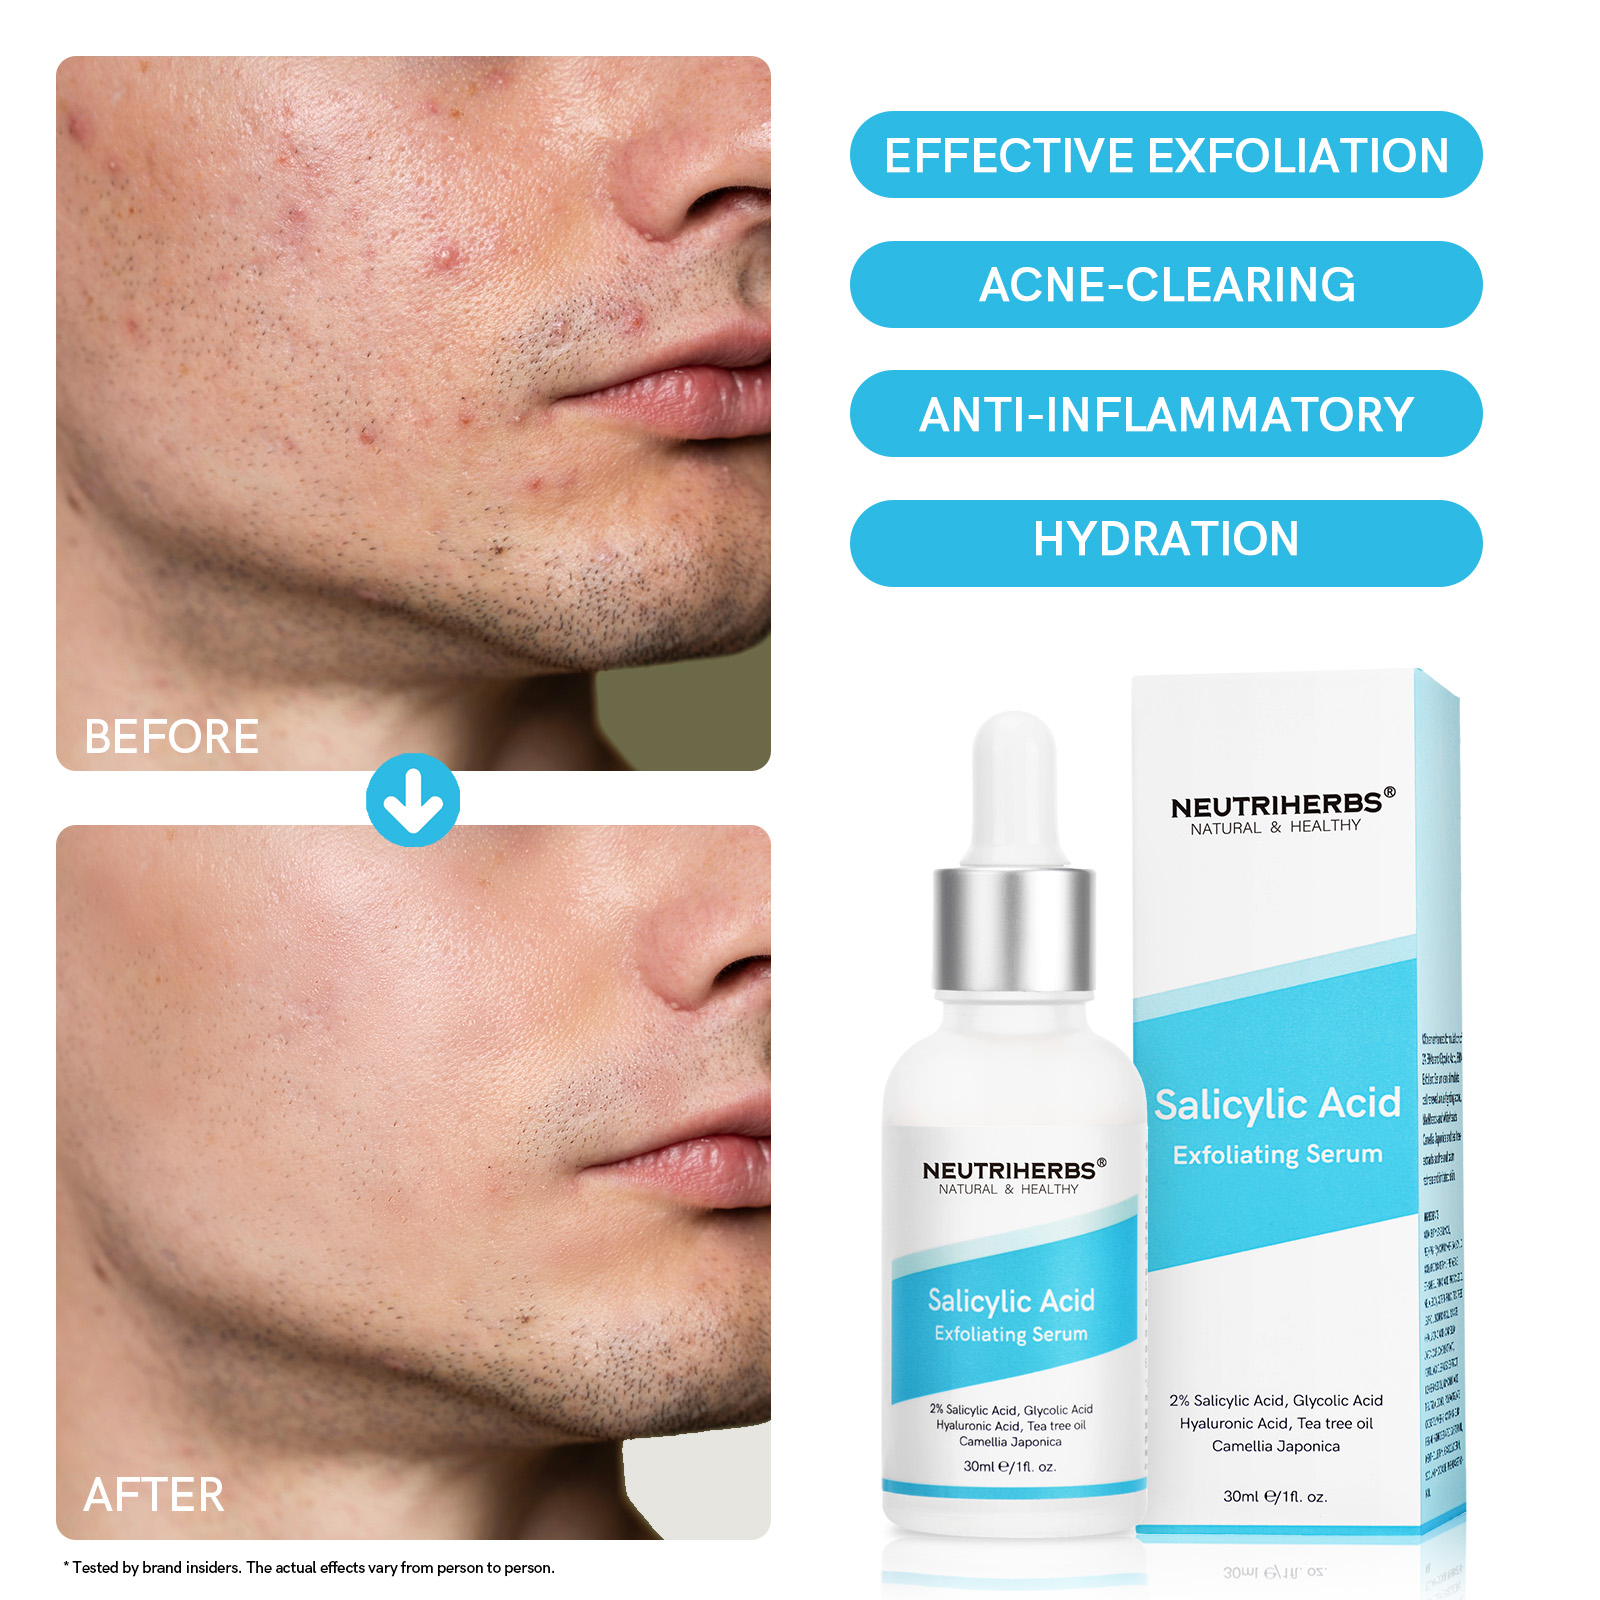 EFFECTIVE EXFOLIATION
ACNE-CLEARING
ANTI-INFLAMMATORY
HYDRATION
BEFORE
AFTER
* Tested by brand insiders. The actual effects vary from person to person.
NEUTRIHERBS®
NATURAL & HEALTHY
Salicylic Acid
Exfoliating Serum
2% Salicylic Acid, Glycolic Acid
Hyaluronic Acid, Tea tree oil
Camellia Japonica
30ml ℮/1fl. oz.
NEUTRIHERBS®
NATURAL & HEALTHY
Salicylic Acid
Exfoliating Serum
2% Salicylic Acid, Glycolic Acid
Hyaluronic Acid, Tea tree oil
Camellia Japonica
30ml ℮/1fl. oz.